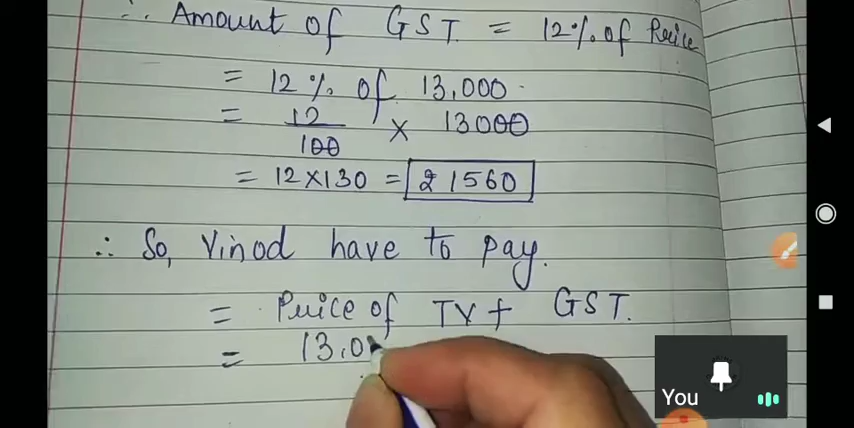 ∴ Amount of GST. = 12% of Price
= 12% of 13,000
= 12/100 × 13000
= 12×130 = ₹ 1560
∴ So, Vinod have to pay.
= Price of TV + GST.
= 13,0
You